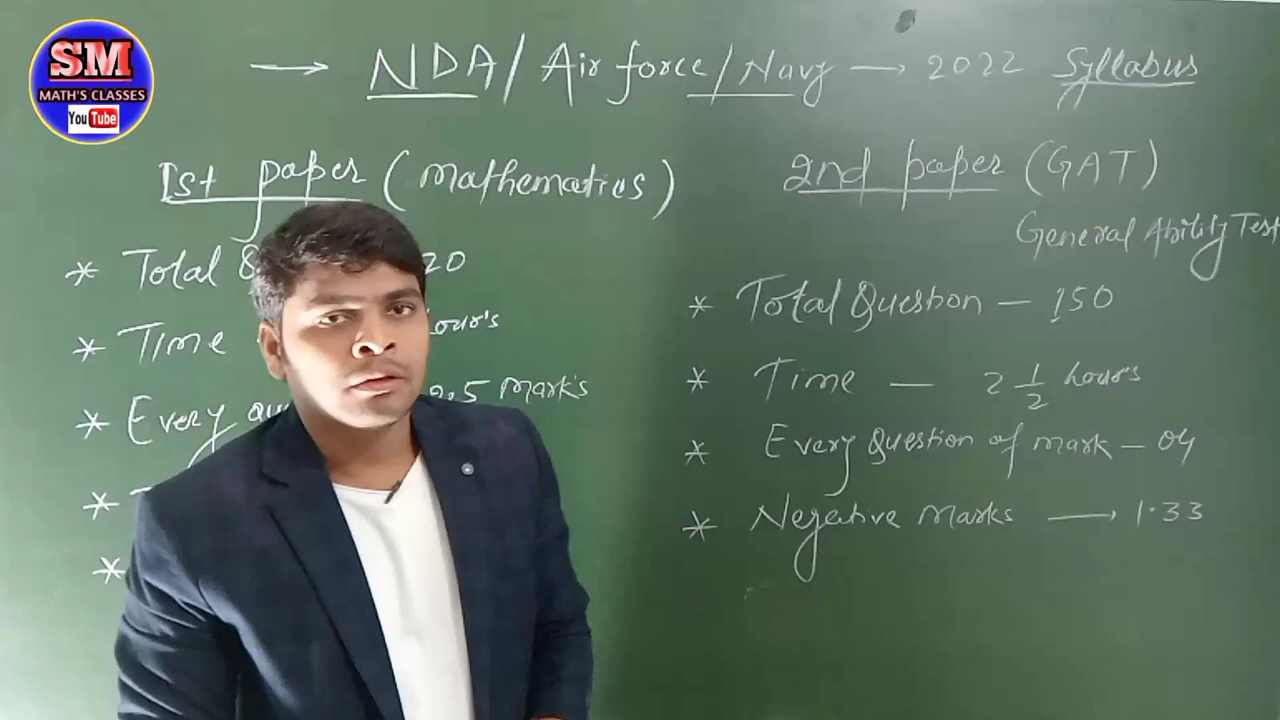 SM
MATH'S CLASSES
YouTube
→ NDA/Air force/Navy → 2022 Syllabus
1st paper (mathematics)
* Total 20
* Time our's
* Every 2.5 Mark's
*
*
2nd paper (GAT)
General Ability Test
* Total Question - 150
* Time - 2 1/2 hour's
* Every Question of mark - 04
* Negative Marks → 1.33